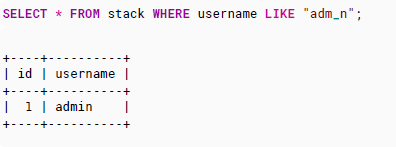 SELECT * FROM stack WHERE username LIKE "adm_n";
+----+----------+
| id | username |
+----+----------+
|  1 | admin    |
+----+----------+